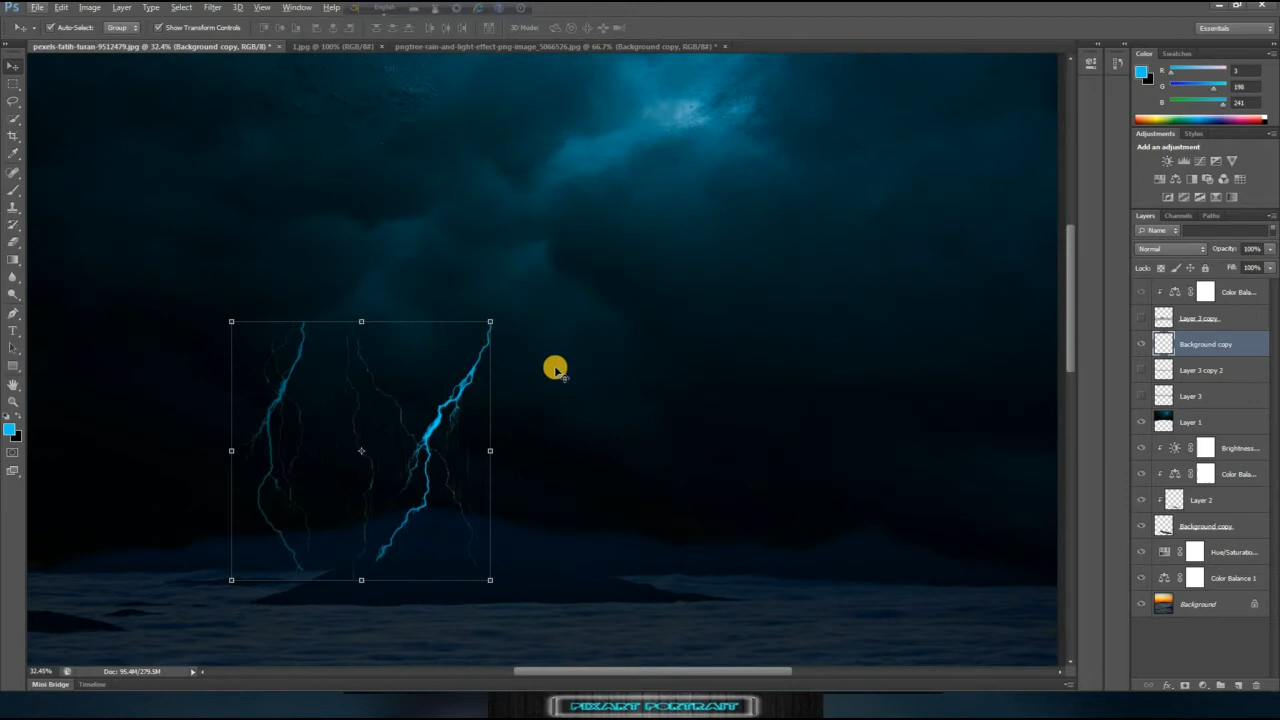 Ps File Edit Image Layer Type Select Filter 3D View Window Help English
Auto-Select: Group Show Transform Controls 3D Mode: Essentials
pexels-fatih-turan-9512479.jpg @ 32.4% (Background copy, RGB/8) * 1.jpg @ 100% (RGB/8#) pngtree-rain-and-light-effect-png-image_5066526.jpg @ 66.7% (Background copy, RGB/8#) *
Color Swatches
R 3
G 198
B 241
Adjustments Styles
Add an adjustment
Layers Channels Paths
Name
Normal Opacity: 100%
Lock: Fill: 100%
Color Bala...
Layer 3 copy
Background copy
Layer 3 copy 2
Layer 3
Layer 1
Brightness...
Color Bala...
Layer 2
Background copy
Hue/Saturatio...
Color Balance 1
Background
32.45% Doc: 95.4M/279.5M
Mini Bridge Timeline
PIXART PORTRAIT